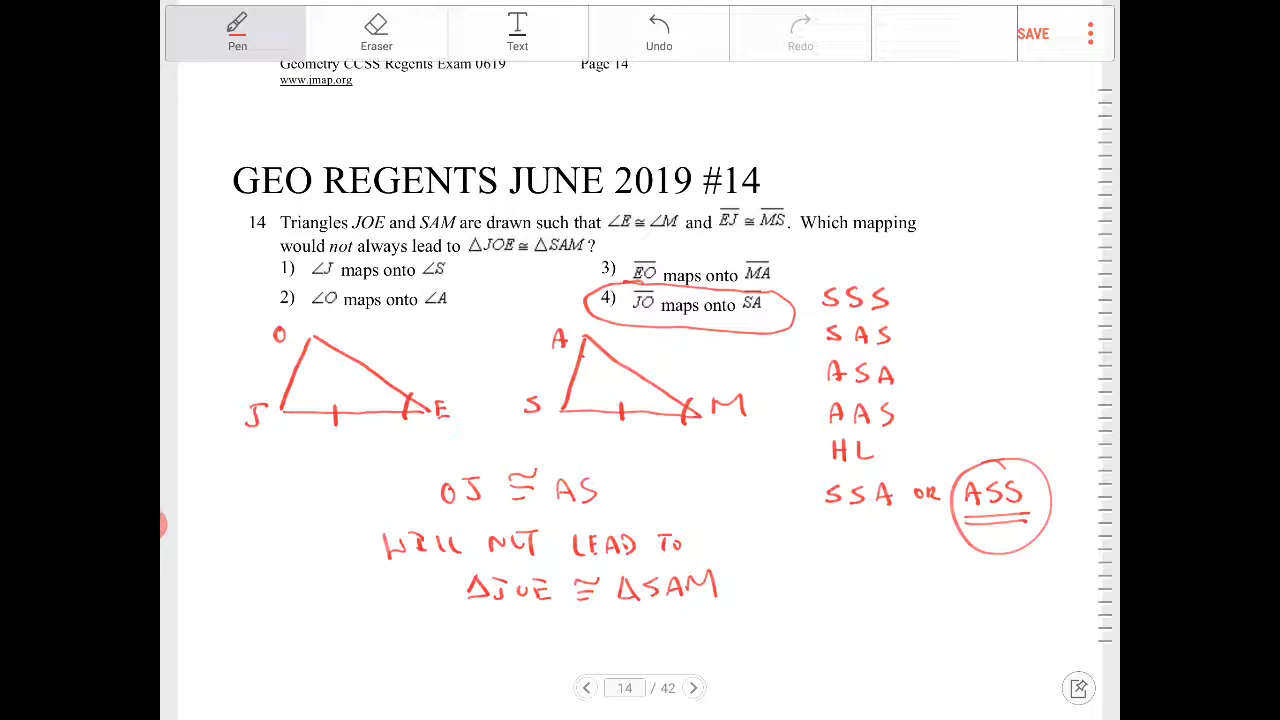 Pen
Eraser
Text
Undo
Redo
SAVE
Geometry CCSS Regents Exam 0619 Page 14
www.jmap.org
GEO REGENTS JUNE 2019 #14
14 Triangles JOE and SAM are drawn such that ∠E ≅ ∠M and EJ ≅ MS. Which mapping
would not always lead to △JOE ≅ △SAM?
1) ∠J maps onto ∠S
2) ∠O maps onto ∠A
3) EO maps onto MA
4) JO maps onto SA
O
J
E
A
S
M
SSS
SAS
ASA
AAS
HL
SSA OR ASS
OJ ≅ AS
WILL NOT LEAD TO
△JOE ≅ △SAM
14 / 42